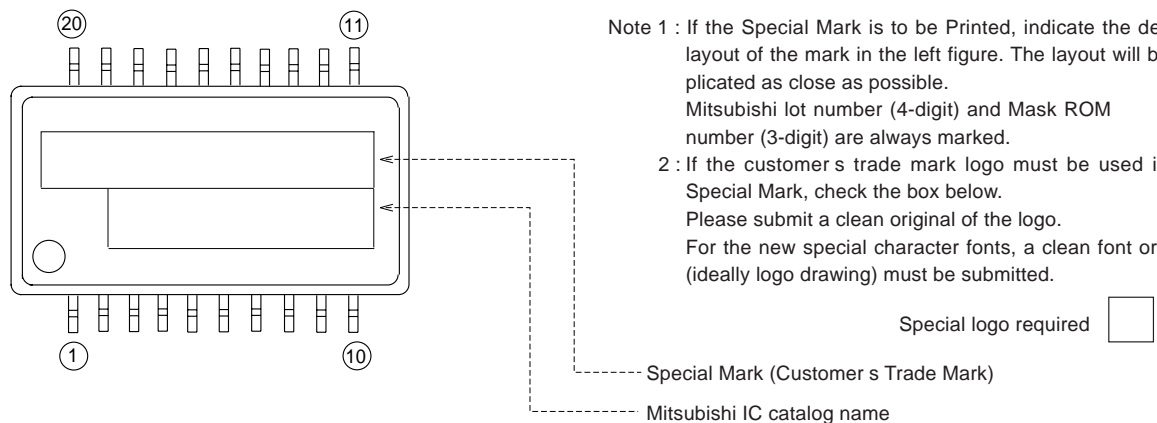 20
11
1
10
Note 1 : If the Special Mark is to be Printed, indicate the de
layout of the mark in the left figure. The layout will b
plicated as close as possible.
Mitsubishi lot number (4-digit) and Mask ROM
number (3-digit) are always marked.
2 : If the customer s trade mark logo must be used i
Special Mark, check the box below.
Please submit a clean original of the logo.
For the new special character fonts, a clean font or
(ideally logo drawing) must be submitted.
Special logo required
Special Mark (Customer s Trade Mark)
Mitsubishi IC catalog name